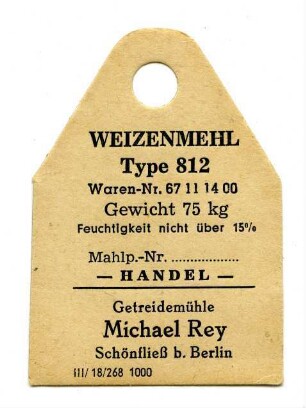 WEIZENMEHL
Type 812
Waren-Nr. 67 11 14 00
Gewicht 75 kg
Feuchtigkeit nicht über 15%
Mahlp.-Nr. ...................
— HANDEL —
Getreidemühle
Michael Rey
Schönfließ b. Berlin
III/18/268 1000